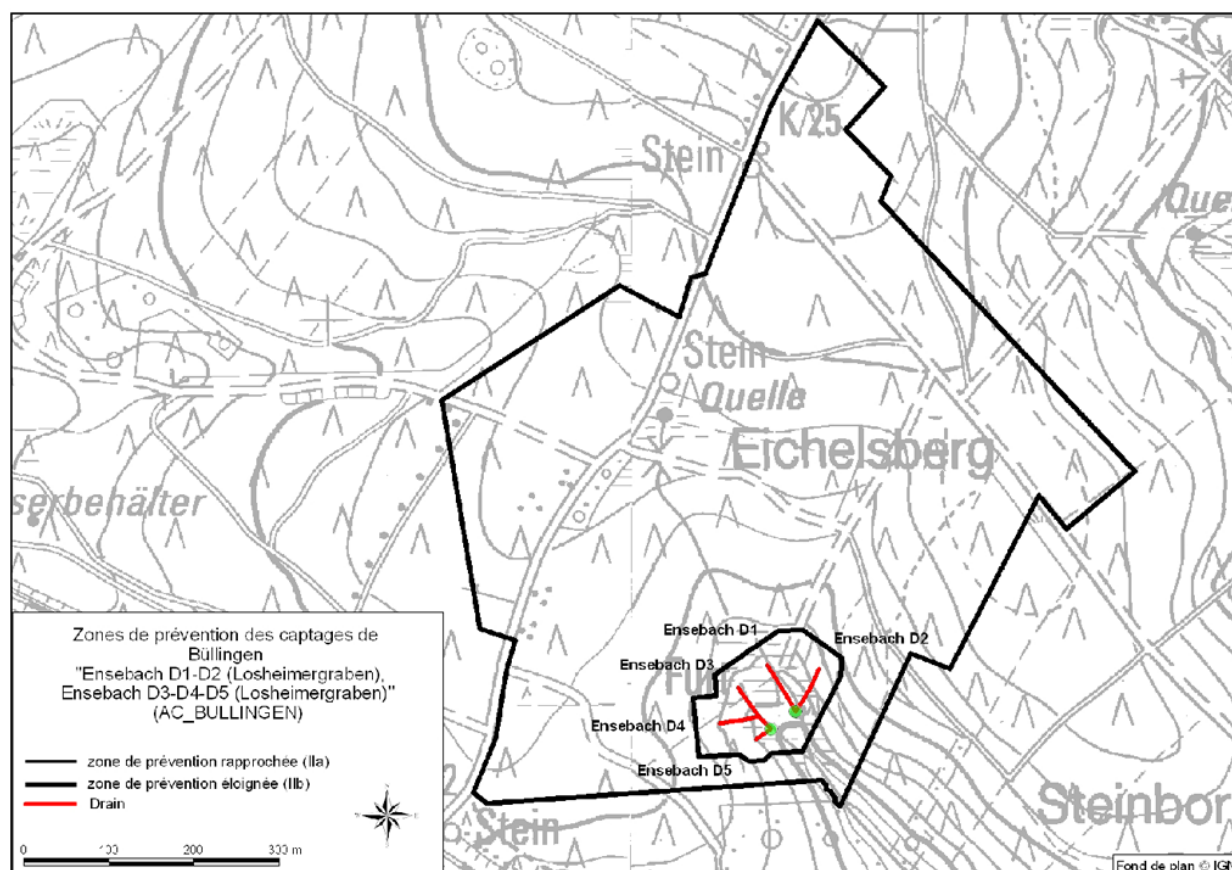 K/25
Stein
Que
Stein
Quelle
Eichelsberg
serbehälter
Ensebach D1
Ensebach D2
Ensebach D3
Ensebach D4
Ensebach D5
Steinbor
Stein
Zones de prévention des captages de
Büllingen
"Ensebach D1-D2 (Losheimergraben),
Ensebach D3-D4-D5 (Losheimergraben)"
(AC_BULLINGEN)
zone de prévention rapprochée (IIa)
zone de prévention éloignée (IIb)
Drain
0 100 200 300 m
Fond de plan © IGN